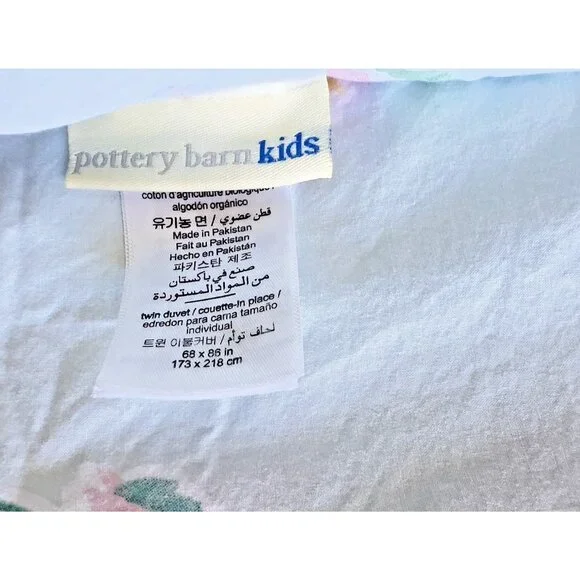 pottery barn kids
coton d'agriculture biologique /
algodón orgánico
유기농 면 / قطن عضوي
Made in Pakistan
Fait au Pakistan
Hecho en Pakistán
파키스탄 제조
صنع في باكستان
من المواد المستوردة
twin duvet / couette-in place /
edredon para cama tamaño
individual
트윈 이불커버 / لحاف توأم
68 x 86 in
173 x 218 cm